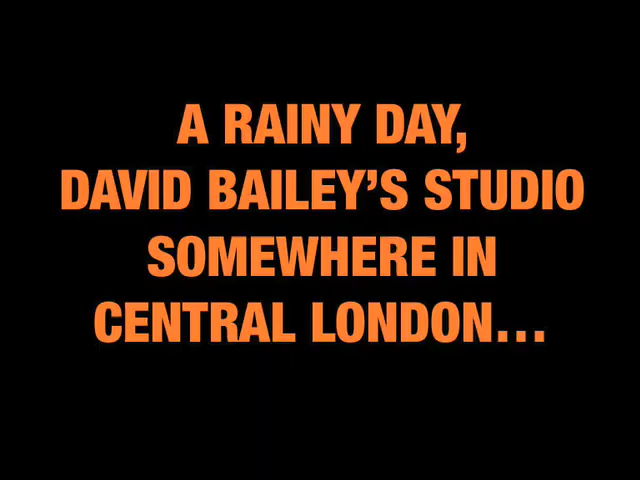 A RAINY DAY,
DAVID BAILEY’S STUDIO
SOMEWHERE IN
CENTRAL LONDON...